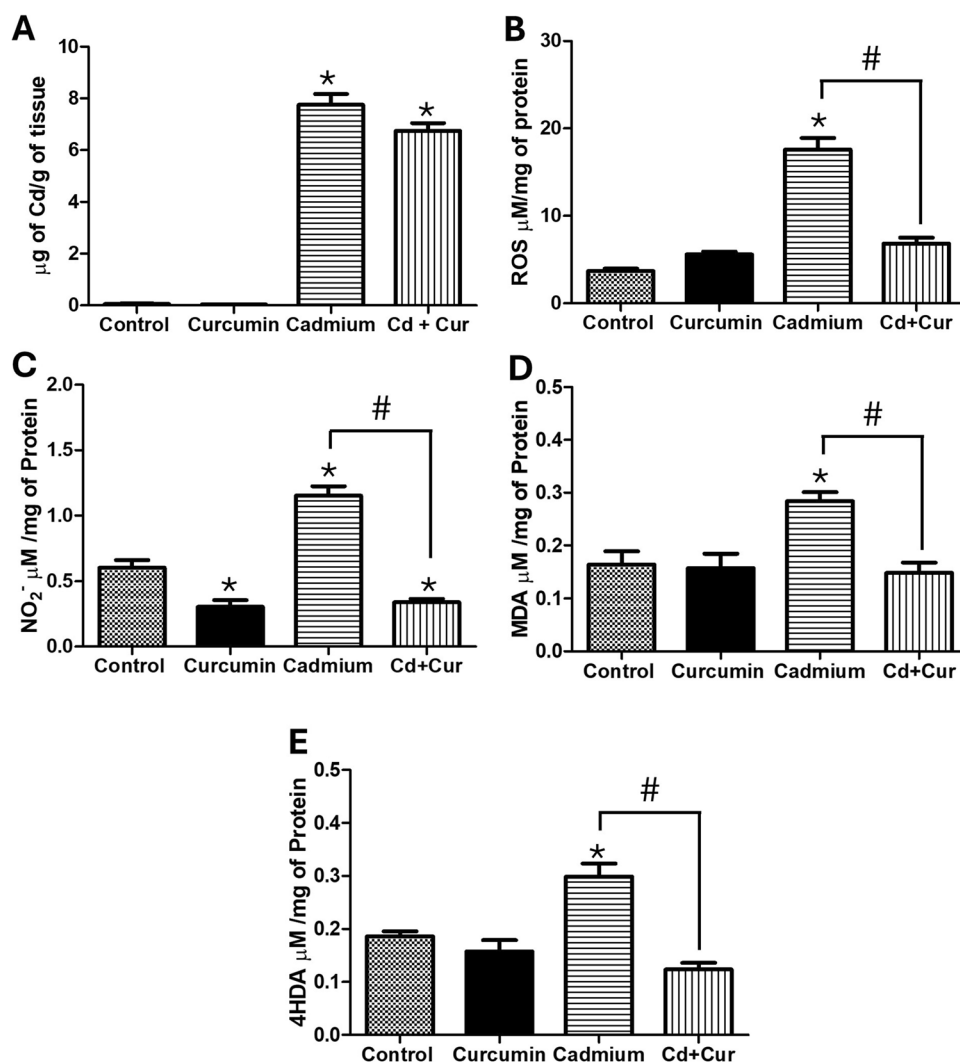 A
μg of Cd/g of tissue
10
8
6
4
2
0
*
*
Control Curcumin Cadmium Cd + Cur
B
ROS μM/mg of protein
30
20
10
0
*
#
Control Curcumin Cadmium Cd+Cur
C
NO₂⁻ μM /mg of Protein
2.0
1.5
1.0
0.5
0.0
*
*
#
*
Control Curcumin Cadmium Cd+Cur
D
MDA μM /mg of Protein
0.5
0.4
0.3
0.2
0.1
0.0
*
#
Control Curcumin Cadmium Cd+Cur
E
4HDA μM /mg of Protein
0.5
0.4
0.3
0.2
0.1
0.0
*
#
Control Curcumin Cadmium Cd+Cur